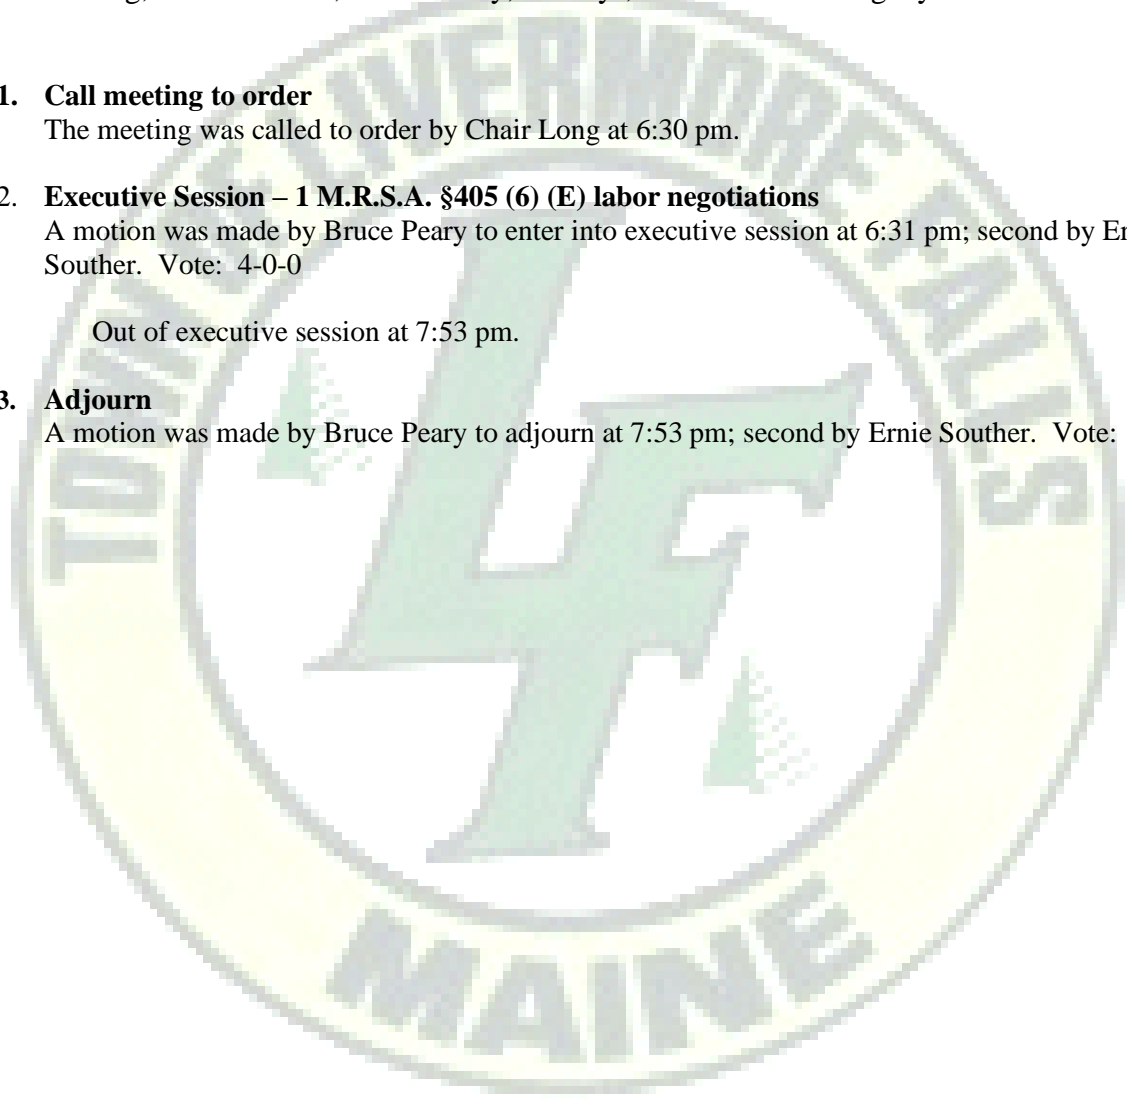 1. Call meeting to order
The meeting was called to order by Chair Long at 6:30 pm.
2. Executive Session – 1 M.R.S.A. §405 (6) (E) labor negotiations
A motion was made by Bruce Peary to enter into executive session at 6:31 pm; second by
Souther. Vote: 4-0-0
Out of executive session at 7:53 pm.
3. Adjourn
A motion was made by Bruce Peary to adjourn at 7:53 pm; second by Ernie Souther. Vote:
TOWN OF LIVERMORE FALLS
LF
MAINE